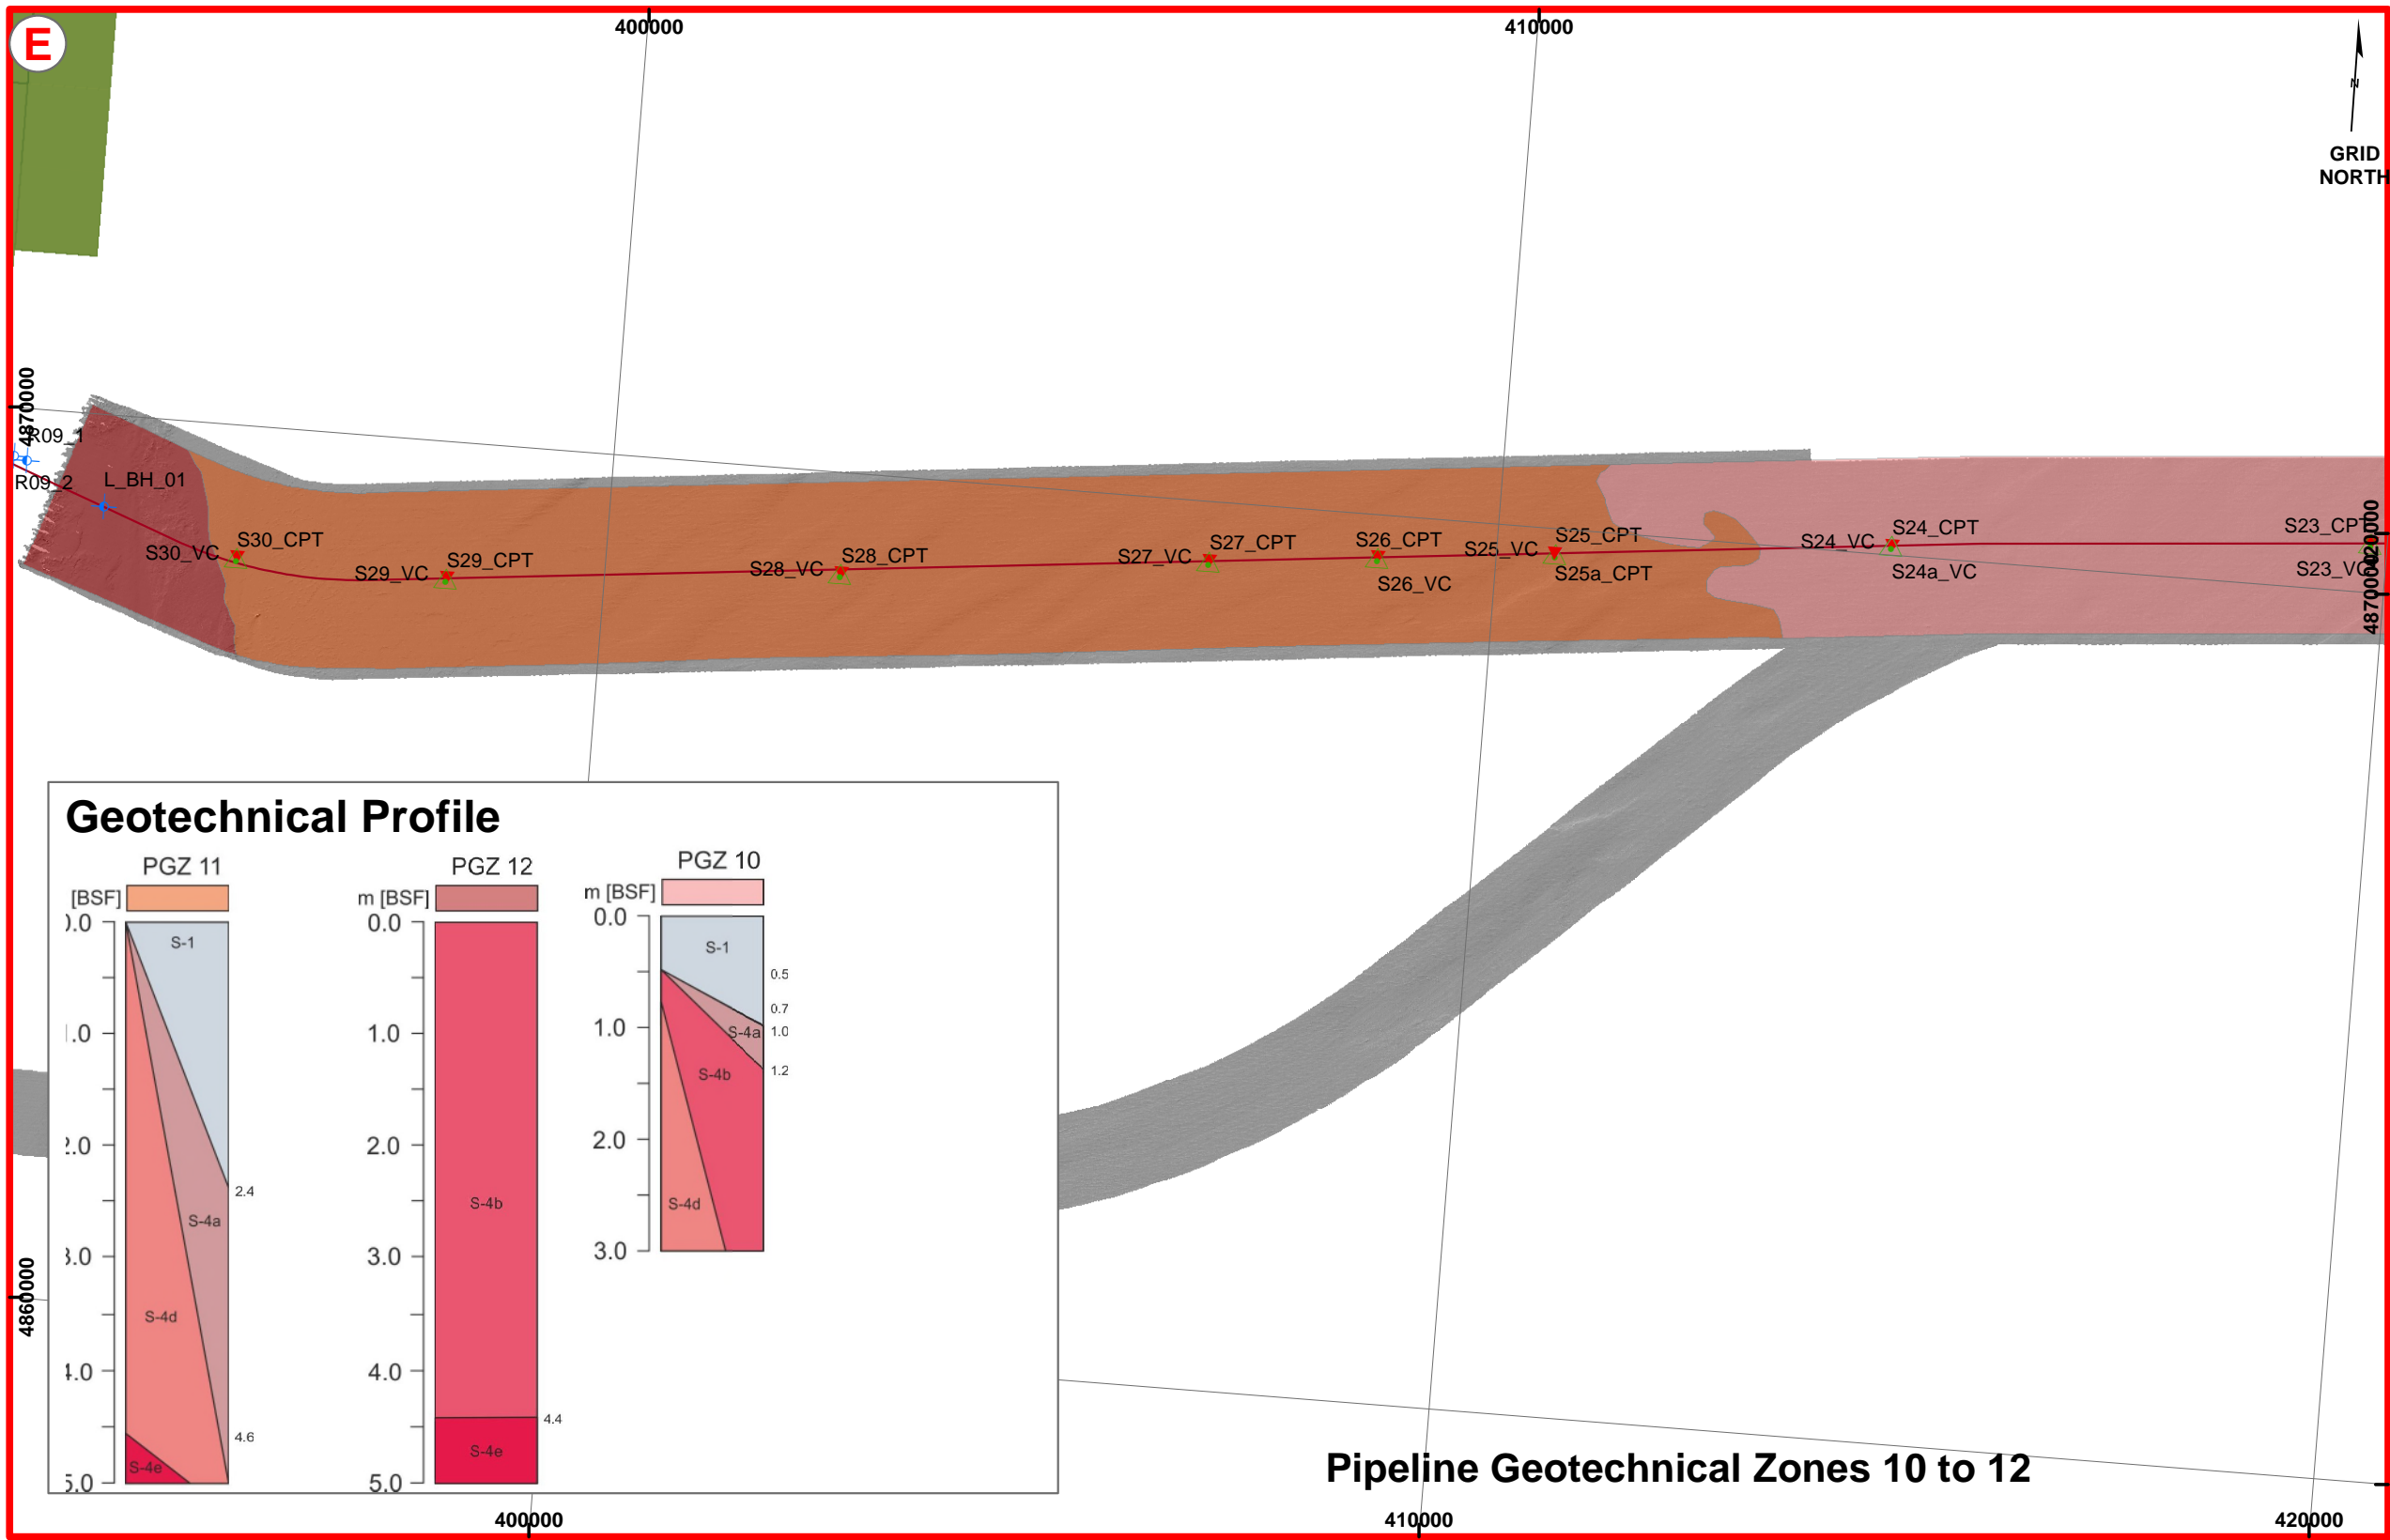 E
400000
410000
N
GRID
NORTH
4870000
R09_1
R09_2
L_BH_01
S30_VC
S30_CPT
S29_VC
S29_CPT
S28_VC
S28_CPT
S27_VC
S27_CPT
S26_CPT
S26_VC
S25_VC
S25_CPT
S25a_CPT
S24_VC
S24_CPT
S24a_VC
S23_CPT
S23_VC
420000
4870000
Geotechnical Profile
PGZ 11
[BSF]
S-1
2.4
S-4a
S-4d
4.6
S-4e
PGZ 12
m [BSF]
0.0
1.0
2.0
3.0
4.0
5.0
S-4b
4.4
S-4e
PGZ 10
m [BSF]
0.0
1.0
2.0
3.0
S-1
0.5
0.7
S-4a
1.0
1.2
S-4b
S-4d
4860000
Pipeline Geotechnical Zones 10 to 12
400000
410000
420000